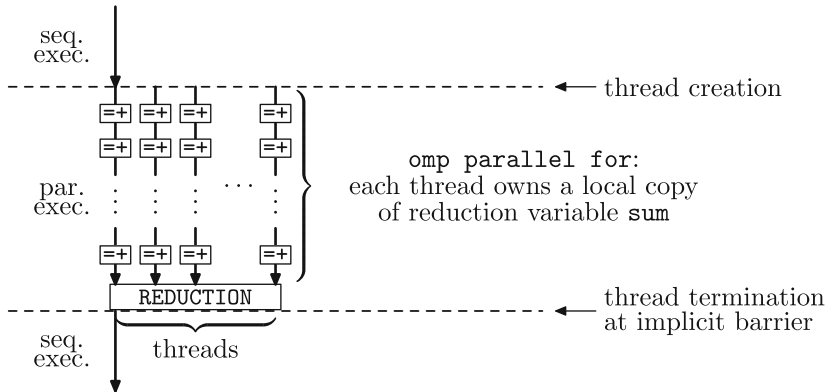 seq.
exec.
thread creation
=+ =+ =+ =+
=+ =+ =+ =+
par.
exec.
omp parallel for:
each thread owns a local copy
of reduction variable sum
=+ =+ =+ =+
REDUCTION
thread termination
at implicit barrier
seq.
exec.
threads